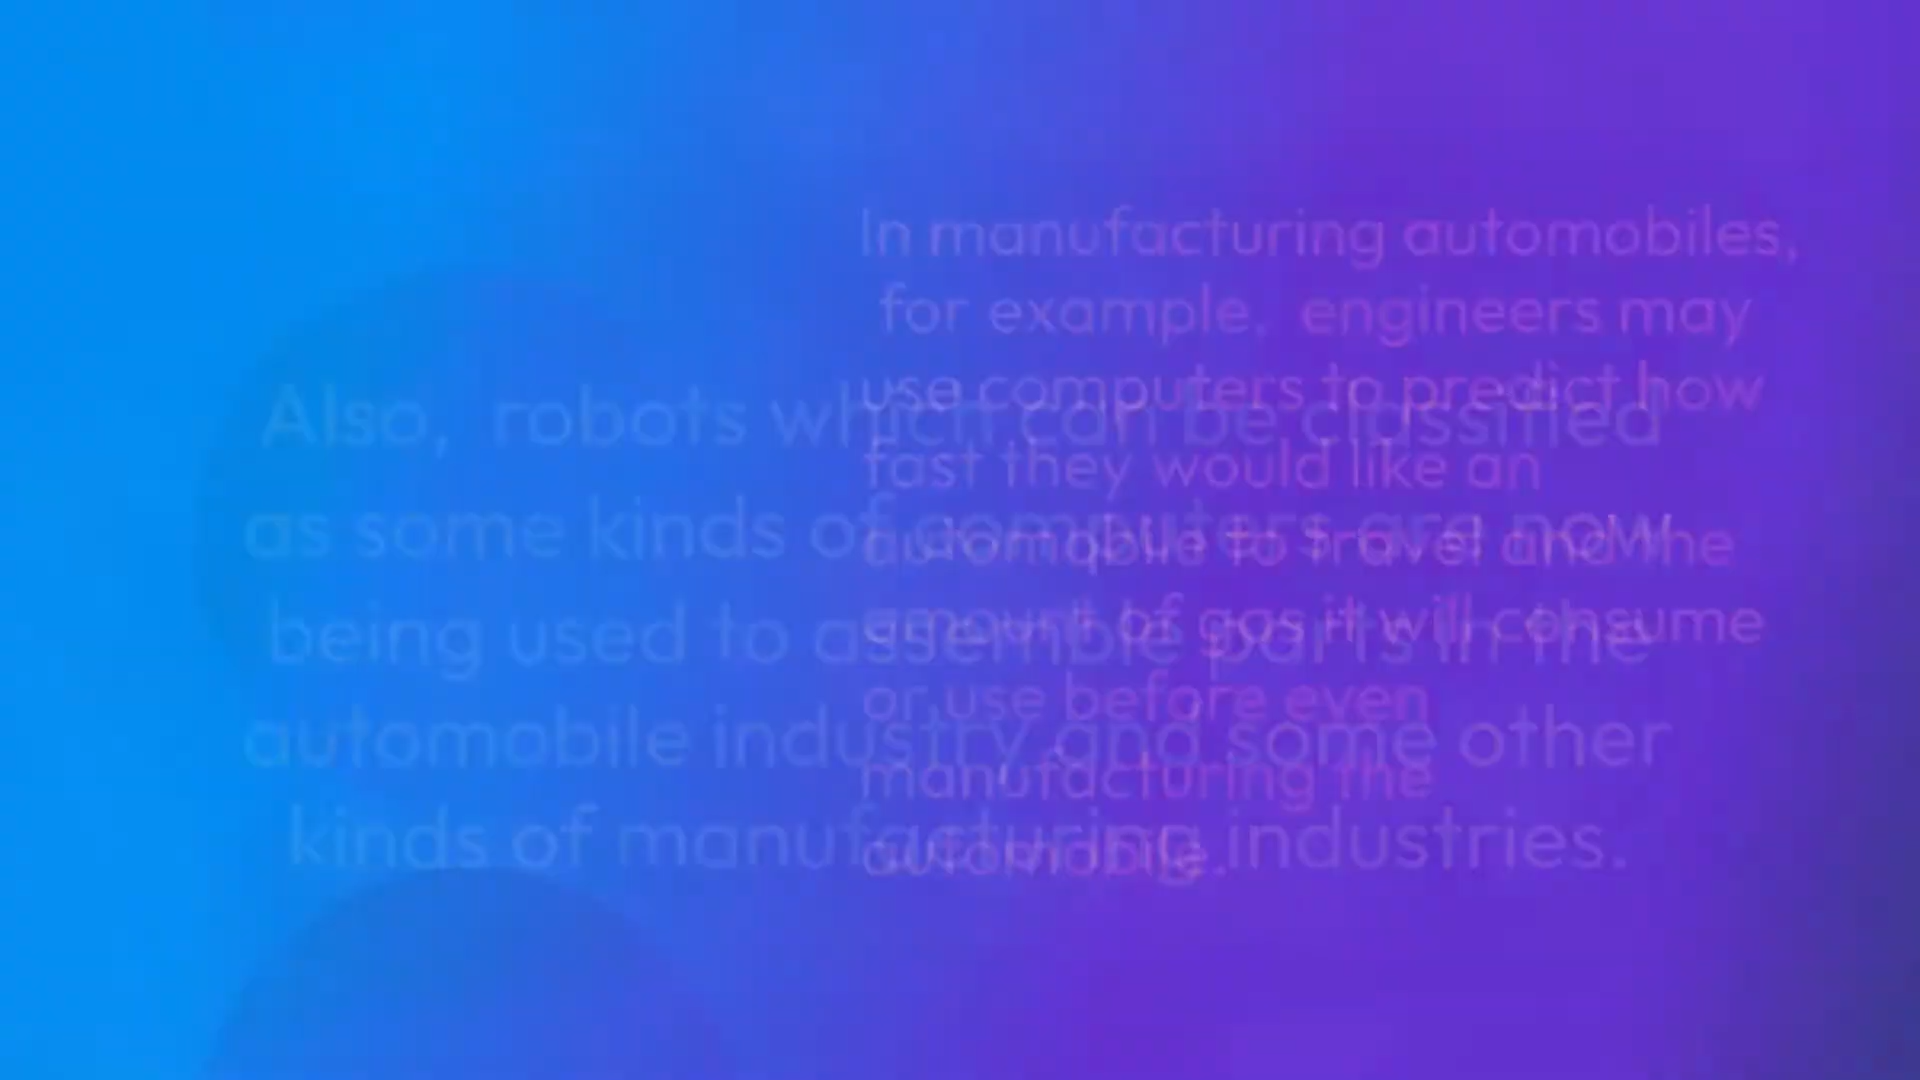 In manufacturing automobiles,
for example, engineers may
use computers to predict how
fast they would like an
automobile to travel and the
amount of gas it will consume
or use before even
manufacturing the
automobile.
Also, robots which can be classified
as some kinds of computers are now
being used to assemble parts in the
automobile industry and some other
kinds of manufacturing industries.